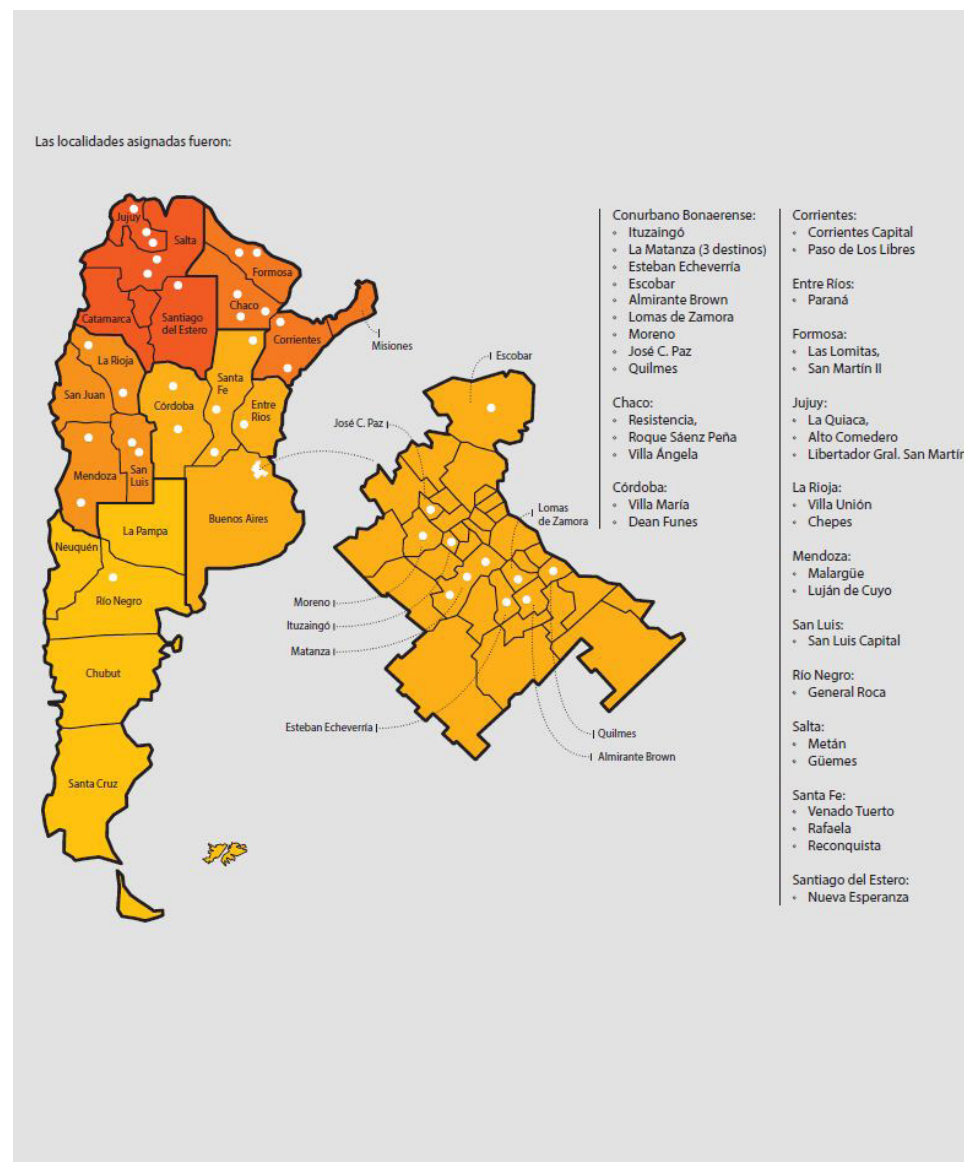 Las localidades asignadas fueron:
Jujuy
Salta
Formosa
Chaco
Catamarca
Santiago
del Estero
Corrientes
Misiones
La Rioja
San Juan
Santa
Fe
Córdoba
Entre
Rios
Mendoza
San
Luis
La Pampa
Buenos Aires
Neuquén
Río Negro
Chubut
Santa Cruz
Escobar
José C. Paz
Lomas
de Zamora
Moreno
Ituzaingó
Matanza
Esteban Echeverría
Quilmes
Almirante Brown
Conurbano Bonaerense:
◦ Ituzaingó
◦ La Matanza (3 destinos)
◦ Esteban Echeverría
◦ Escobar
◦ Almirante Brown
◦ Lomas de Zamora
◦ Moreno
◦ José C. Paz
◦ Quilmes
Chaco:
◦ Resistencia,
◦ Roque Sáenz Peña
◦ Villa Ángela
Córdoba:
◦ Villa María
◦ Dean Funes
Corrientes:
◦ Corrientes Capital
◦ Paso de Los Libres
Entre Ríos:
◦ Paraná
Formosa:
◦ Las Lomitas,
◦ San Martín II
Jujuy:
◦ La Quiaca,
◦ Alto Comedero
◦ Libertador Gral. San Martín
La Rioja:
◦ Villa Unión
◦ Chepes
Mendoza:
◦ Malargüe
◦ Luján de Cuyo
San Luis:
◦ San Luis Capital
Río Negro:
◦ General Roca
Salta:
◦ Metán
◦ Güemes
Santa Fe:
◦ Venado Tuerto
◦ Rafaela
◦ Reconquista
Santiago del Estero:
◦ Nueva Esperanza